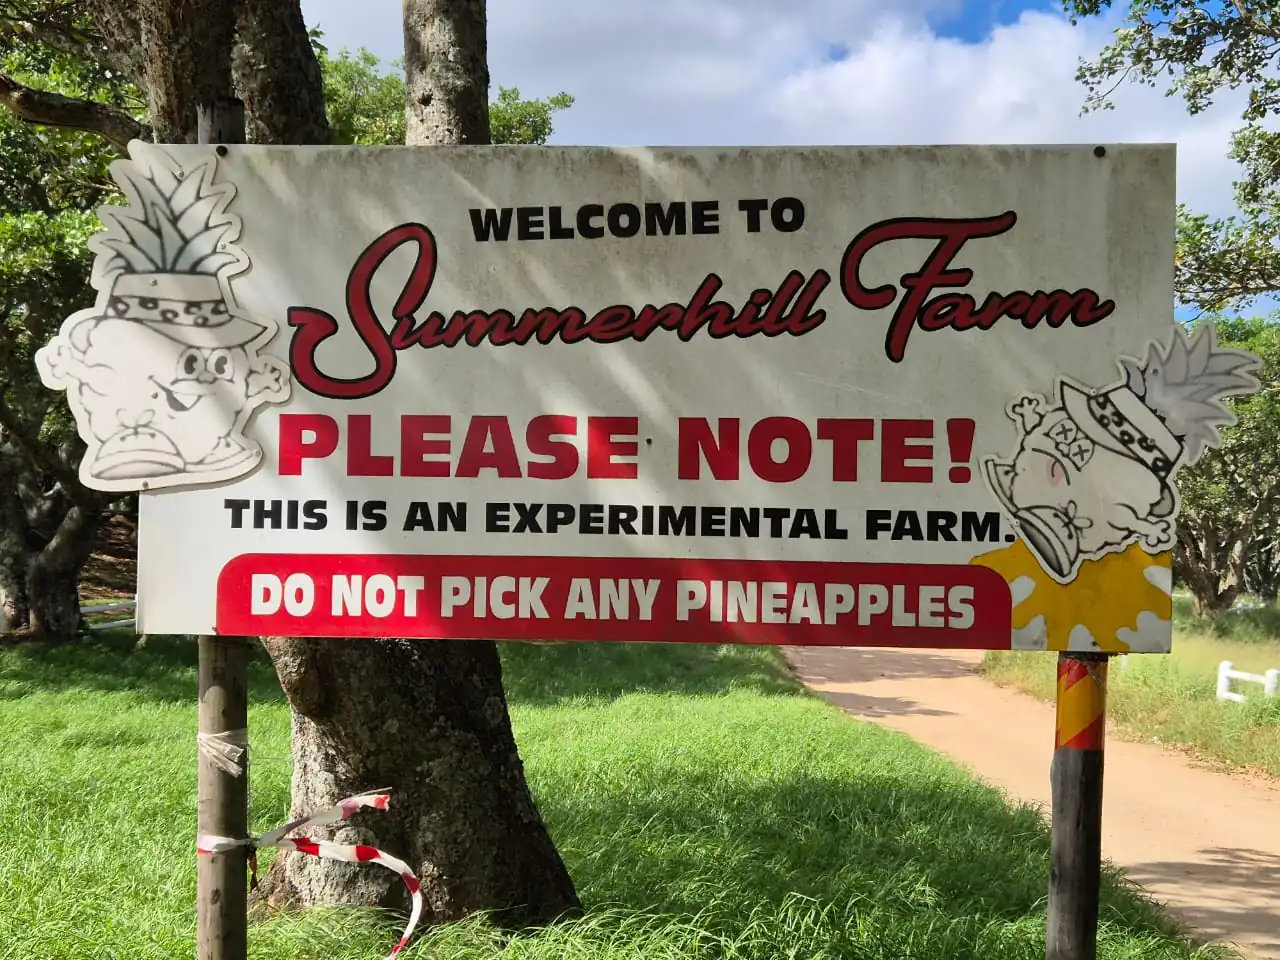 WELCOME TO
Summerhill Farm
PLEASE NOTE!
THIS IS AN EXPERIMENTAL FARM.
DO NOT PICK ANY PINEAPPLES